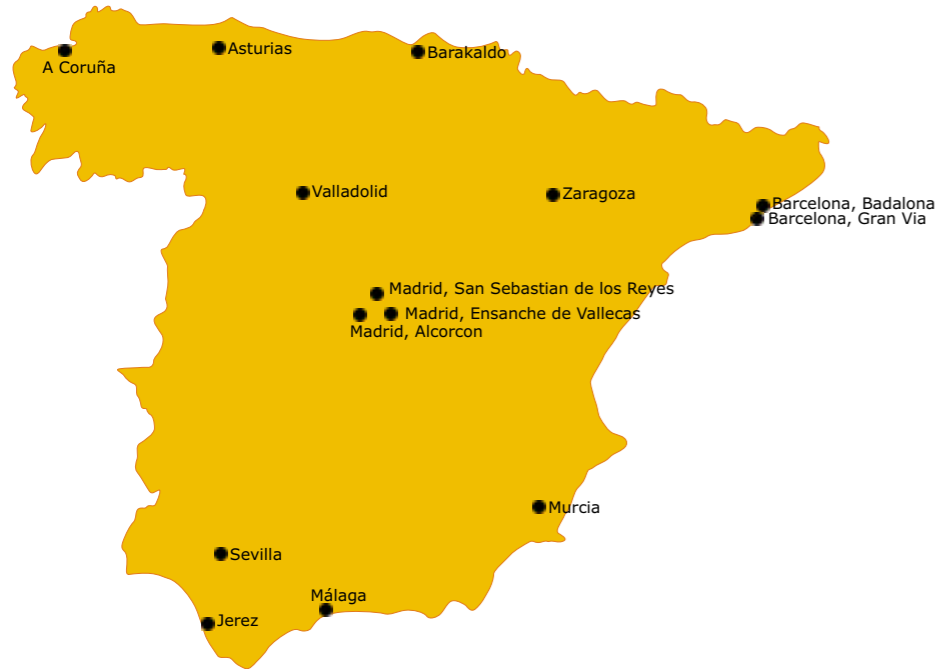 Asturias
Barakaldo
A Coruña
Valladolid
Zaragoza
Barcelona, Badalona
Barcelona, Gran Via
Madrid, San Sebastian de los Reyes
Madrid, Ensanche de Vallecas
Madrid, Alcorcon
Murcia
Sevilla
Málaga
Jerez